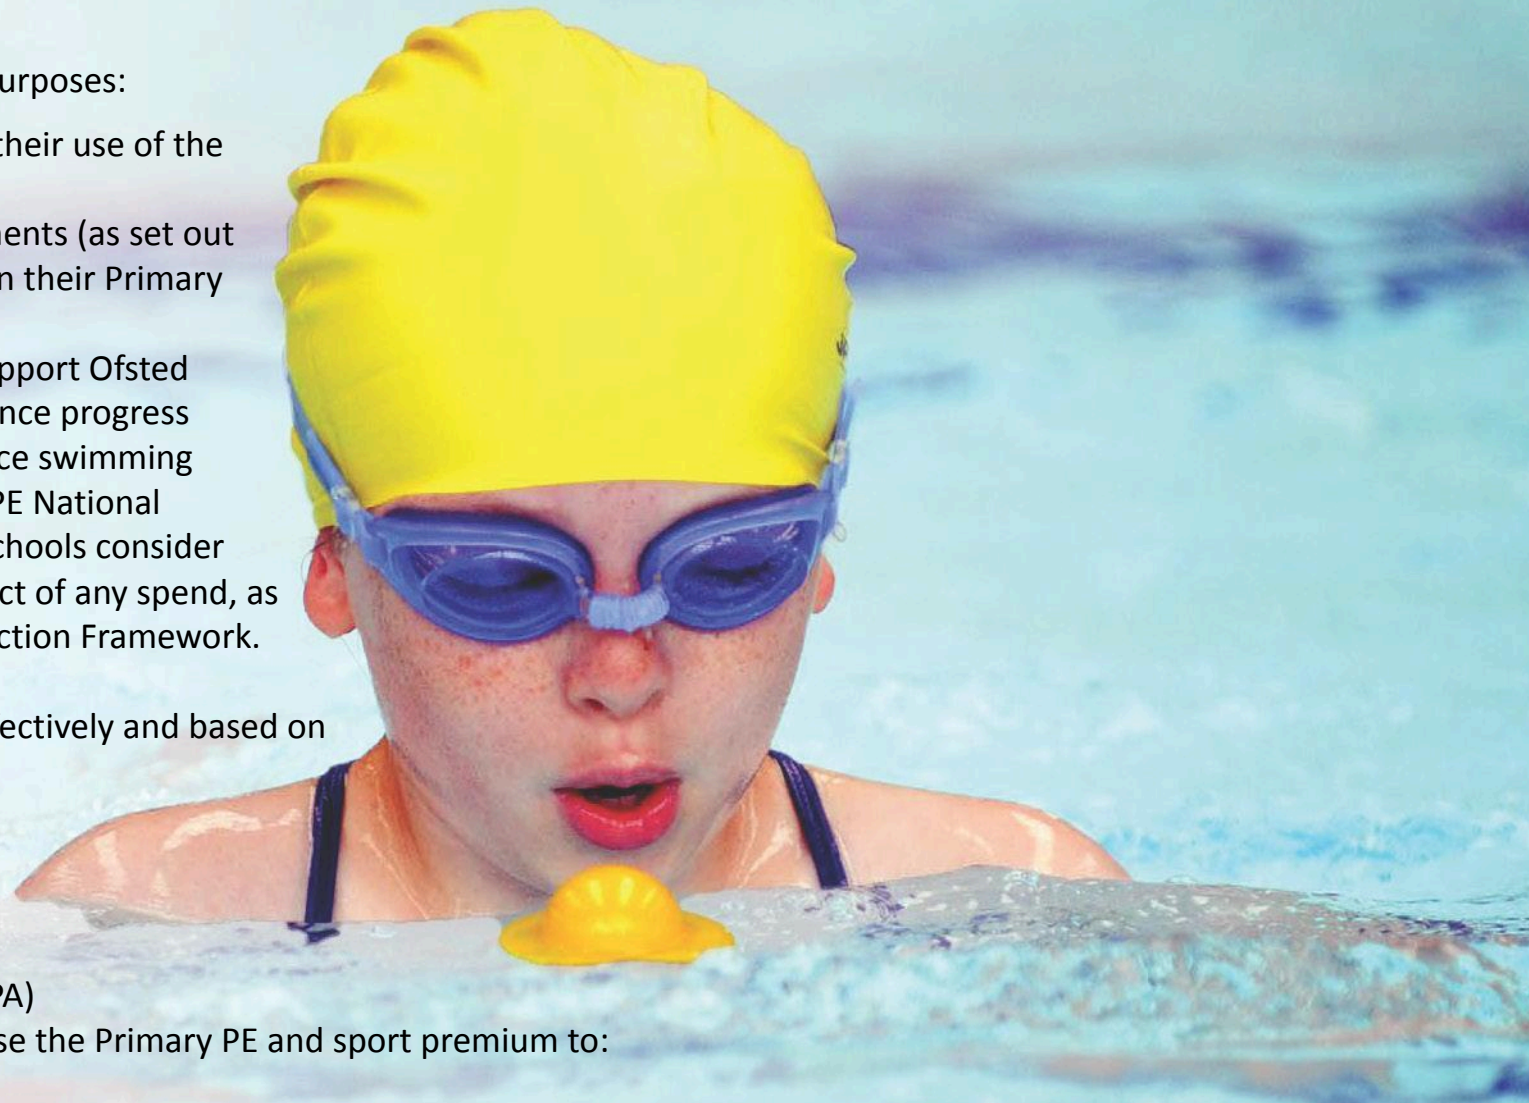 urposes:
their use of the
nents (as set out
n their Primary
pport Ofsted
nce progress
ce swimming
PE National
chools consider
ct of any spend, as
ction Framework.
ectively and based on
PA)
se the Primary PE and sport premium to: